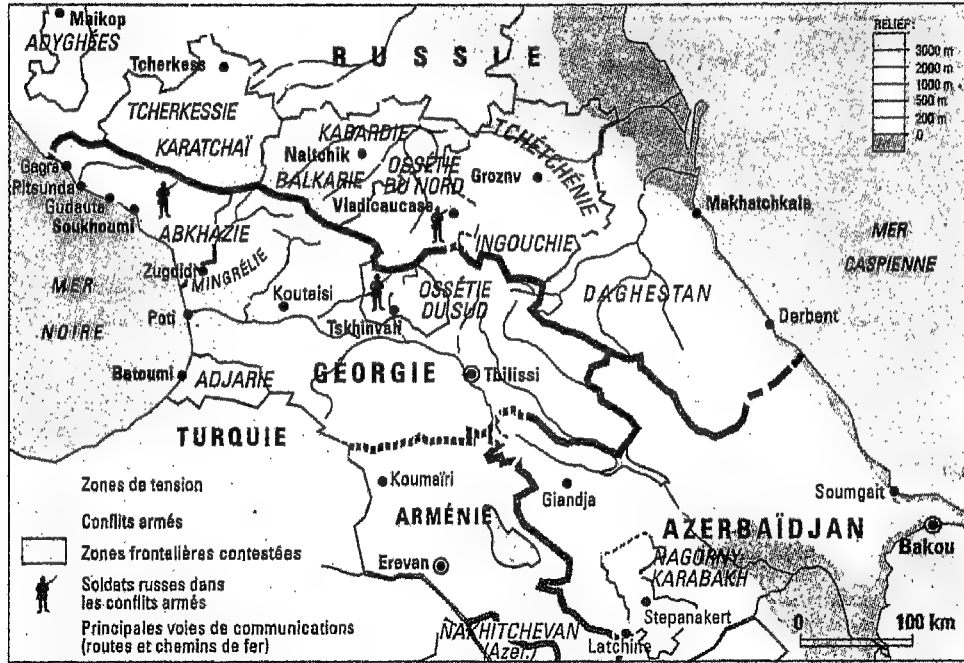 Maikop
ADYGHÉES
RUSSIE
Tcherkess
TCHERKESSIE
KARATCHAÏ
KABARDIE
Naltchik
BALKARIE
OSSÉTIE
DU NORD
TCHÉTCHÉNIE
Groznv
Vladicaucase
INGOUCHIE
Gagra
Pitsunda
Gudauta
Soukhoumi
ABKHAZIE
Zugdidi
MINGRÉLIE
Koutaïsi
OSSÉTIE
DU SUD
Tskhinvali
Poti
Batoumi
ADJARIE
GÉORGIE
Tbilissi
DAGHESTAN
Makhatchkala
Derbent
MER
CASPIENNE
MER
NOIRE
TURQUIE
Koumaïri
ARMÉNIE
Erevan
Giandja
AZERBAÏDJAN
Soumgaït
Bakou
NAGORNY
KARABAKH
Stepanakert
Latchine
NAKHITCHEVAN
(Azer.)
RELIEF
3000 m
2000 m
1000 m
500 m
200 m
0
Zones de tension
Conflits armés
Zones frontalières contestées
Soldats russes dans
les conflits armés
Principales voies de communications
(routes et chemins de fer)
0 100 km